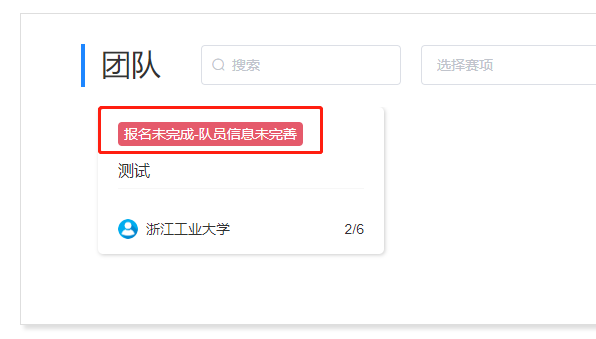 团队 搜索 选择赛项
报名未完成-队员信息未完善
测试
浙江工业大学 2/6